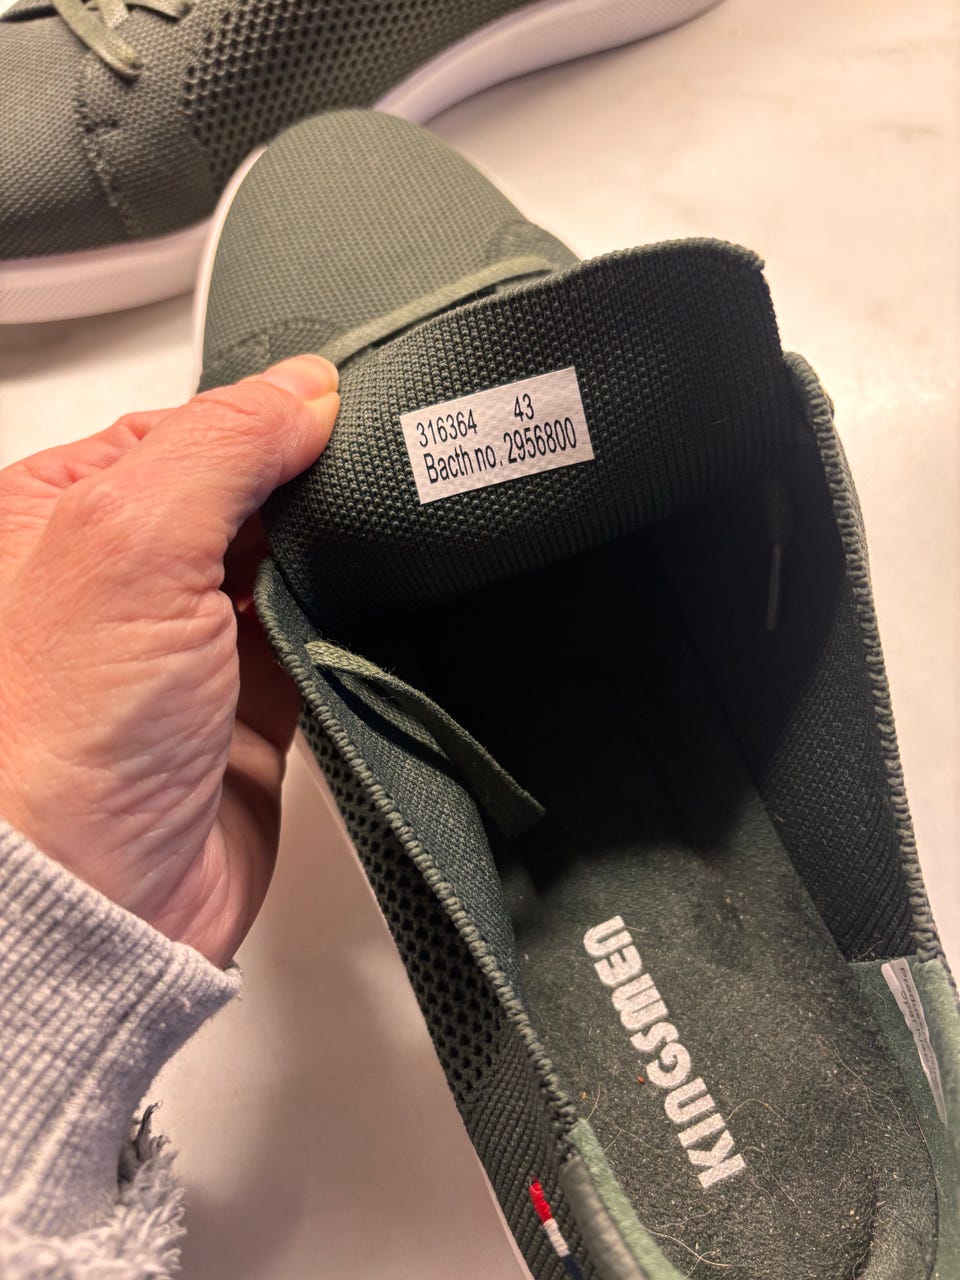 316364 43
Bacth no. 2956800
KINGSMEN